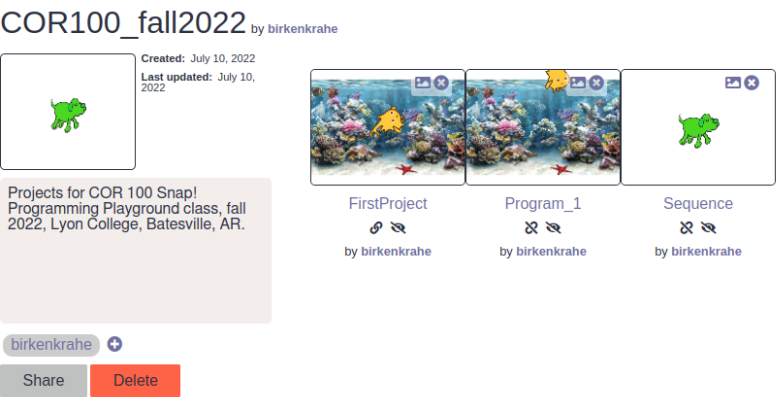 COR100_fall2022 by birkenkrahe
Created: July 10, 2022
Last updated: July 10,
2022
Projects for COR 100 Snap!
Programming Playground class, fall
2022, Lyon College, Batesville, AR.
birkenkrahe
Share Delete
FirstProject Program_1 Sequence
by birkenkrahe by birkenkrahe by birkenkrahe